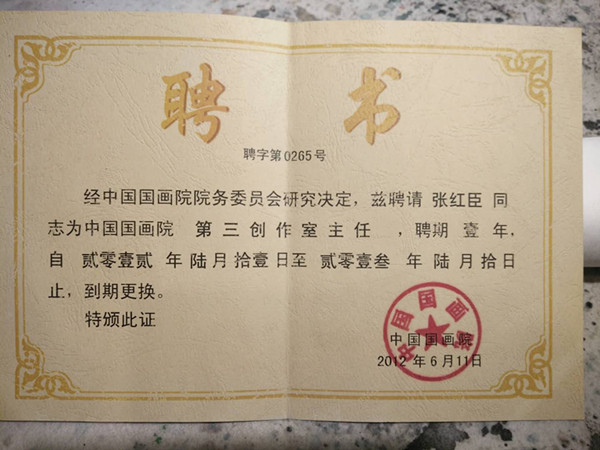 聘书
聘字第0265号
经中国国画院院务委员会研究决定，兹聘请 张红臣 同
志为中国国画院 第三创作室主任 ，聘期 壹 年，
自 贰零壹贰 年 陆 月 拾壹 日至 贰零壹叁 年 陆 月 拾 日
止，到期更换。
特颁此证
中国国画院
中国国画院
2012 年 6 月 11日